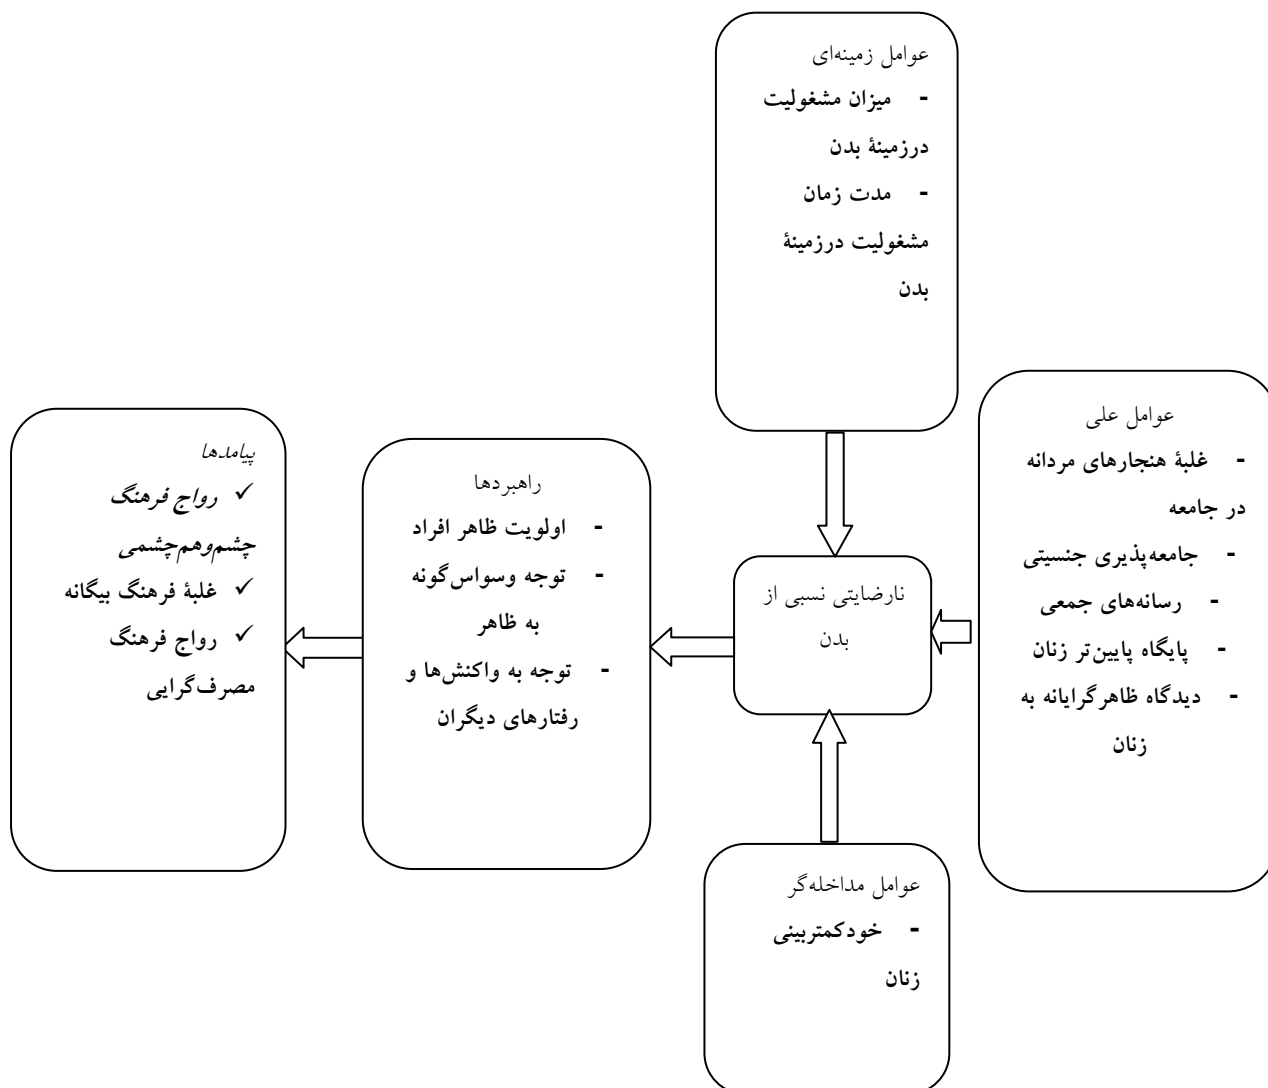 عوامل زمینه‌ای
- میزان مشغولیت
درزمینهٔ بدن
- مدت زمان
مشغولیت درزمینهٔ
بدن
عوامل علی
- غلبهٔ هنجارهای مردانه
در جامعه
- جامعه‌پذیری جنسیتی
- رسانه‌های جمعی
- پایگاه پایین‌تر زنان
- دیدگاه ظاهرگرایانه به
زنان
نارضایتی نسبی از
بدن
عوامل مداخله‌گر
- خودکمتربینی
زنان
راهبردها
- اولویت ظاهر افراد
- توجه وسواس‌گونه
به ظاهر
- توجه به واکنش‌ها و
رفتارهای دیگران
پیامدها
✓ رواج فرهنگ
چشم‌وهم‌چشمی
✓ غلبهٔ فرهنگ بیگانه
✓ رواج فرهنگ
مصرف‌گرایی